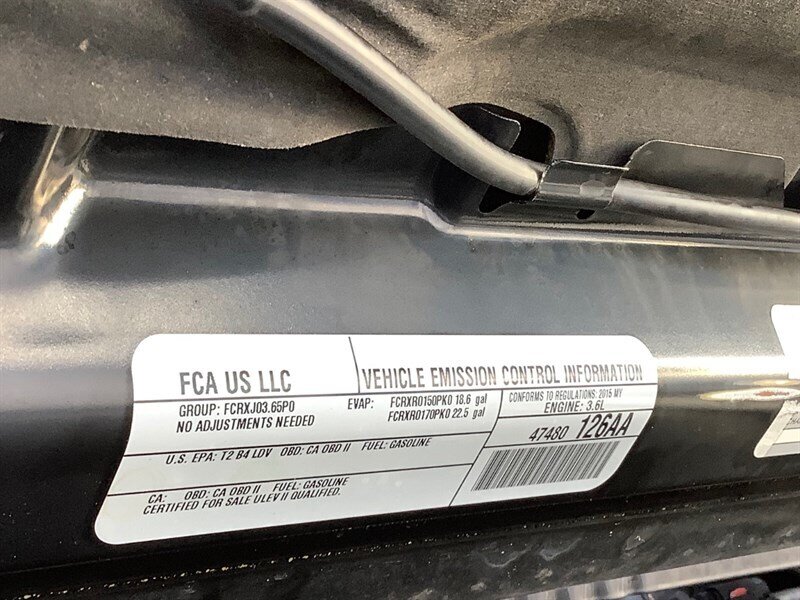 FCA US LLC
VEHICLE EMISSION CONTROL INFORMATION
GROUP: FCRXJ03.65P0
NO ADJUSTMENTS NEEDED
EVAP: FCRXR0150PK0 18.6 gal
FCRXR0170PK0 22.5 gal
CONFORMS TO REGULATIONS: 2015 MY
ENGINE: 3.6L
47480 126AA
U.S. EPA: T2 B4 LDV OBD: CA OBD II FUEL: GASOLINE
CA: OBD: CA OBD II FUEL: GASOLINE
CERTIFIED FOR SALE ULEV II QUALIFIED.